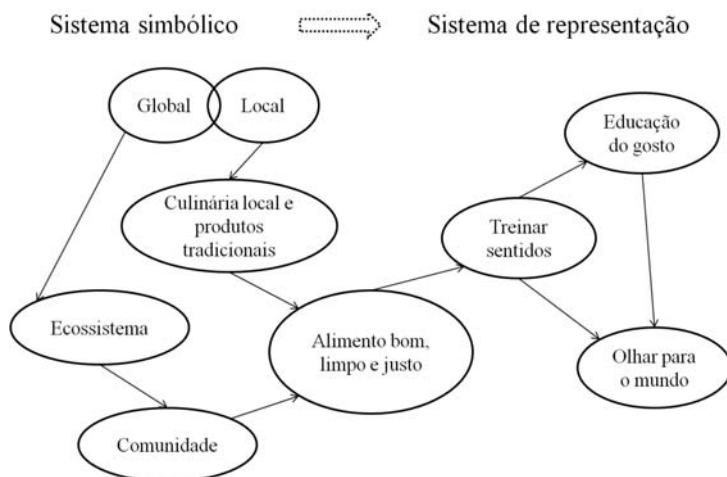 Sistema simbólico
Sistema de representação
Global
Local
Educação
do gosto
Culinária local e
produtos
tradicionais
Treinar
sentidos
Ecossistema
Alimento bom,
limpo e justo
Olhar para
o mundo
Comunidade